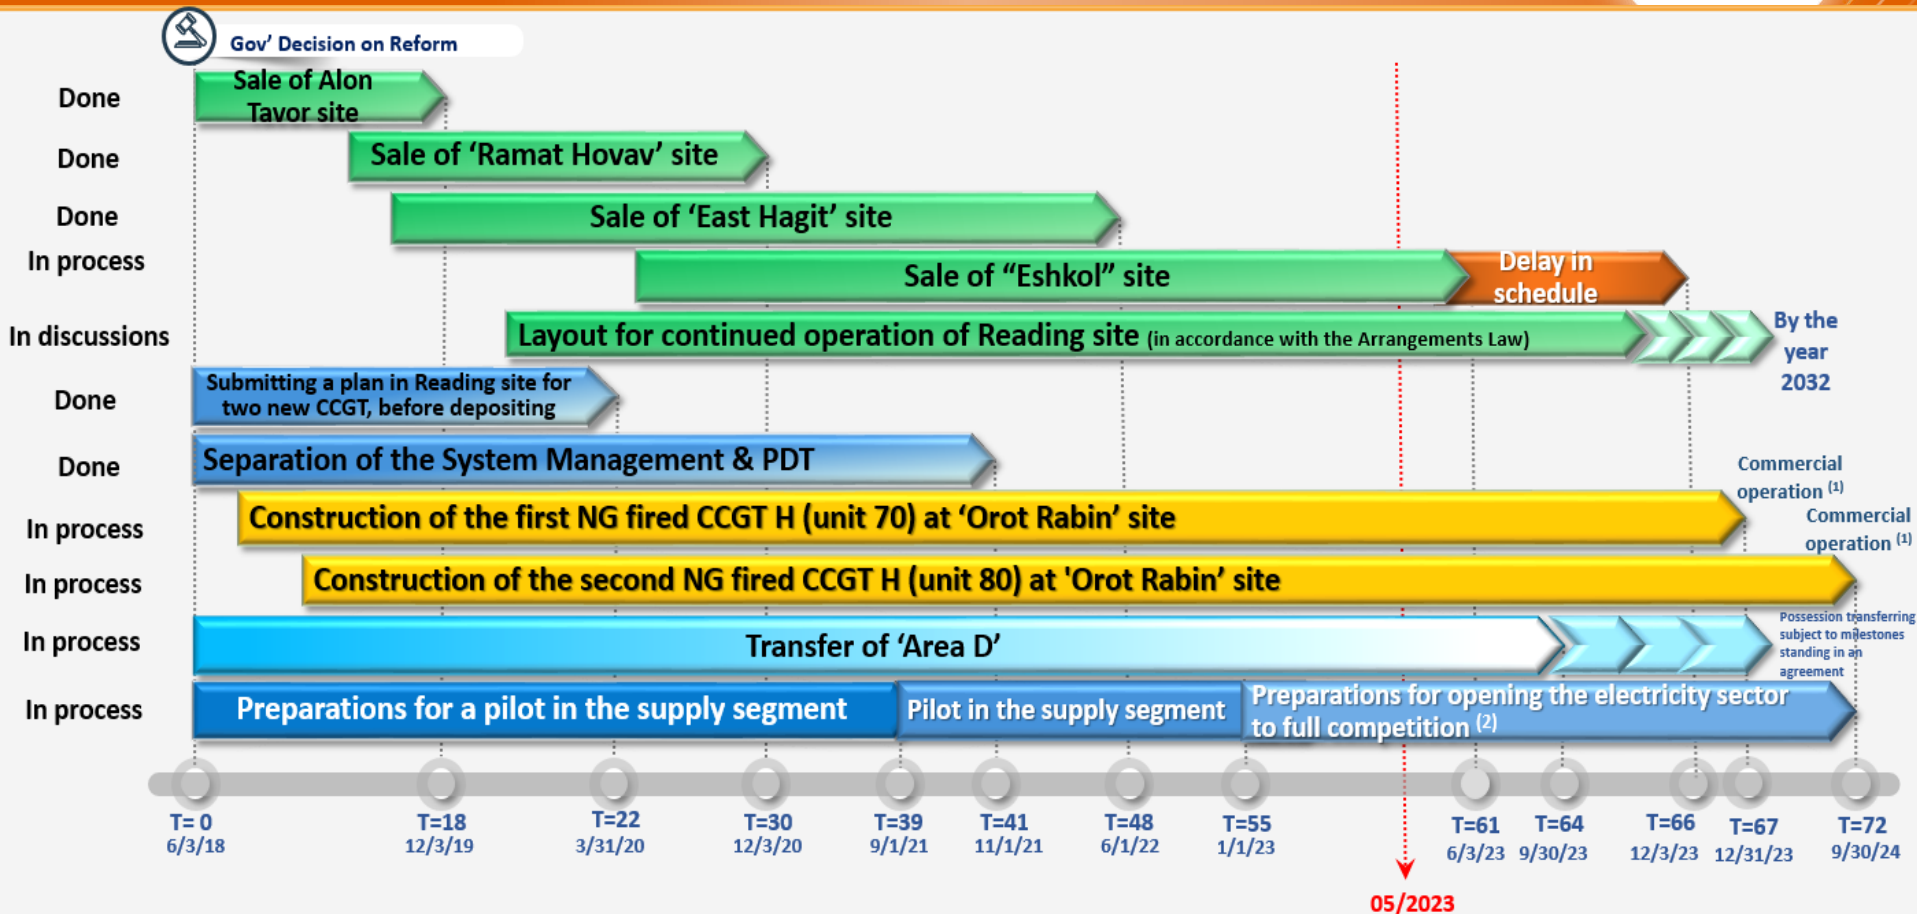 Gov' Decision on Reform
Done
Sale of Alon
Tavor site
Done
Sale of ‘Ramat Hovav’ site
Done
Sale of ‘East Hagit’ site
In process
Sale of “Eshkol” site
Delay in
schedule
In discussions
Layout for continued operation of Reading site (in accordance with the Arrangements Law)
By the
year
2032
Done
Submitting a plan in Reading site for
two new CCGT, before depositing
Done
Separation of the System Management & PDT
In process
Construction of the first NG fired CCGT H (unit 70) at ‘Orot Rabin’ site
Commercial
operation (1)
In process
Construction of the second NG fired CCGT H (unit 80) at 'Orot Rabin’ site
Commercial
operation (1)
In process
Transfer of ‘Area D’
Possession transferring
subject to milestones
standing in an
agreement
In process
Preparations for a pilot in the supply segment
Pilot in the supply segment
Preparations for opening the electricity sector
to full competition (2)
T= 0
6/3/18
T=18
12/3/19
T=22
3/31/20
T=30
12/3/20
T=39
9/1/21
T=41
11/1/21
T=48
6/1/22
T=55
1/1/23
T=61
6/3/23
T=64
9/30/23
T=66
12/3/23
T=67
12/31/23
T=72
9/30/24
05/2023